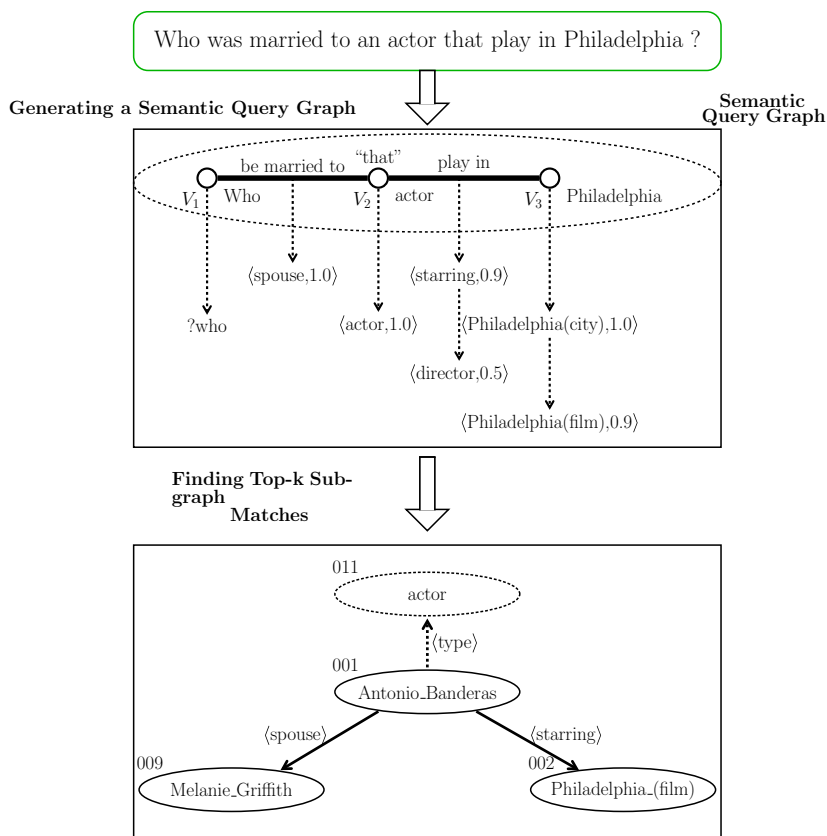 Who was married to an actor that play in Philadelphia ?
Generating a Semantic Query Graph
Semantic
Query Graph
be married to
“that”
play in
V1
Who
V2
actor
V3
Philadelphia
⟨spouse,1.0⟩
⟨starring,0.9⟩
?who
⟨actor,1.0⟩
⟨Philadelphia(city),1.0⟩
⟨director,0.5⟩
⟨Philadelphia(film),0.9⟩
Finding Top-k Sub-
graph
Matches
011
actor
⟨type⟩
001
Antonio_Banderas
⟨spouse⟩
⟨starring⟩
009
002
Melanie_Griffith
Philadelphia_(film)